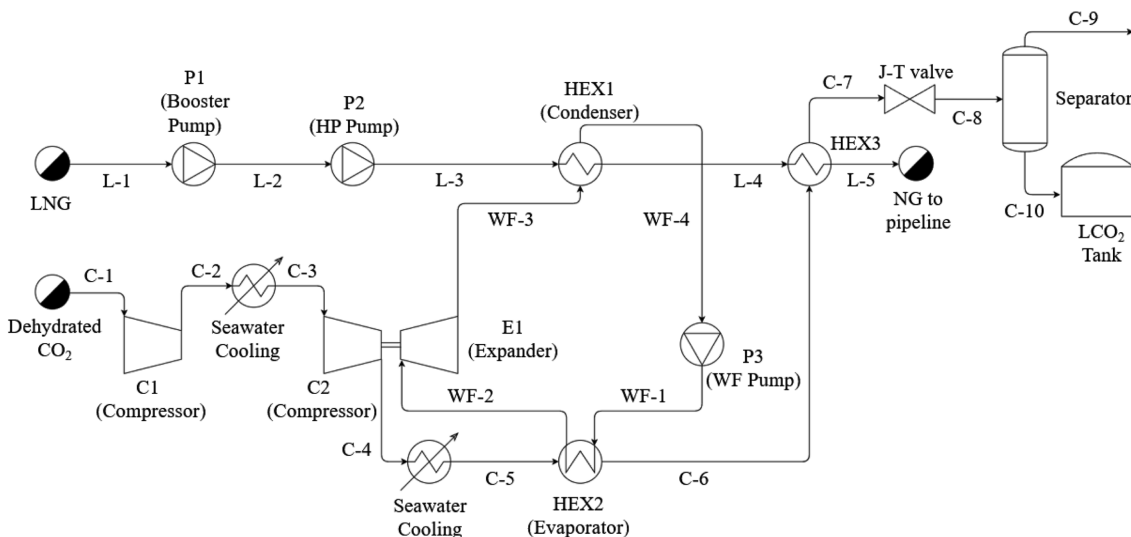 C-9
P1
(Booster
Pump)
P2
(HP Pump)
HEX1
(Condenser)
C-7
J-T valve
C-8
Separator
HEX3
L-1
L-2
L-3
L-4
L-5
LNG
NG to
pipeline
C-10
LCO₂
Tank
WF-3
WF-4
C-1
C-2
C-3
Dehydrated
CO₂
Seawater
Cooling
E1
(Expander)
P3
(WF Pump)
C1
(Compressor)
C2
(Compressor)
WF-2
WF-1
C-4
C-5
C-6
Seawater
Cooling
HEX2
(Evaporator)